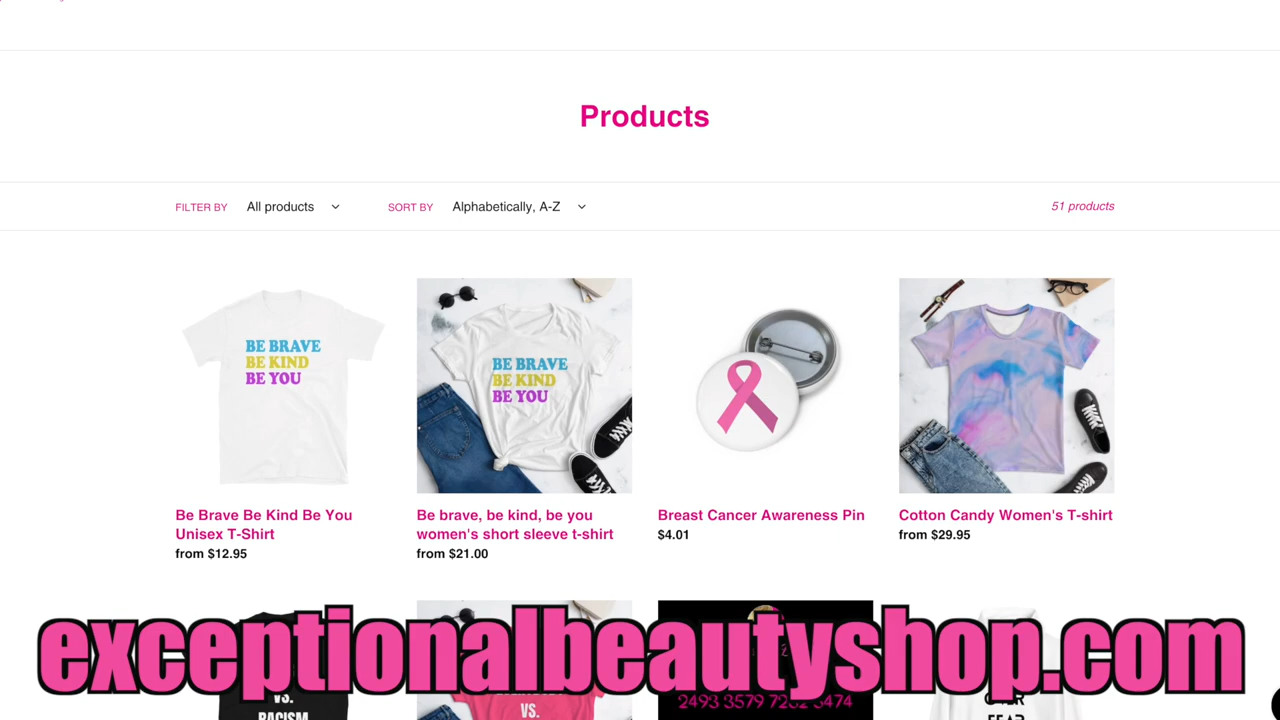 Products
FILTER BY All products SORT BY Alphabetically, A-Z 51 products
BE BRAVE
BE KIND
BE YOU
BE BRAVE
BE KIND
BE YOU
Be Brave Be Kind Be You
Unisex T-Shirt
from $12.95
Be brave, be kind, be you
women's short sleeve t-shirt
from $21.00
Breast Cancer Awareness Pin
$4.01
Cotton Candy Women's T-shirt
from $29.95
exceptionalbeautyshop.com
VS.
RACISM
VS.